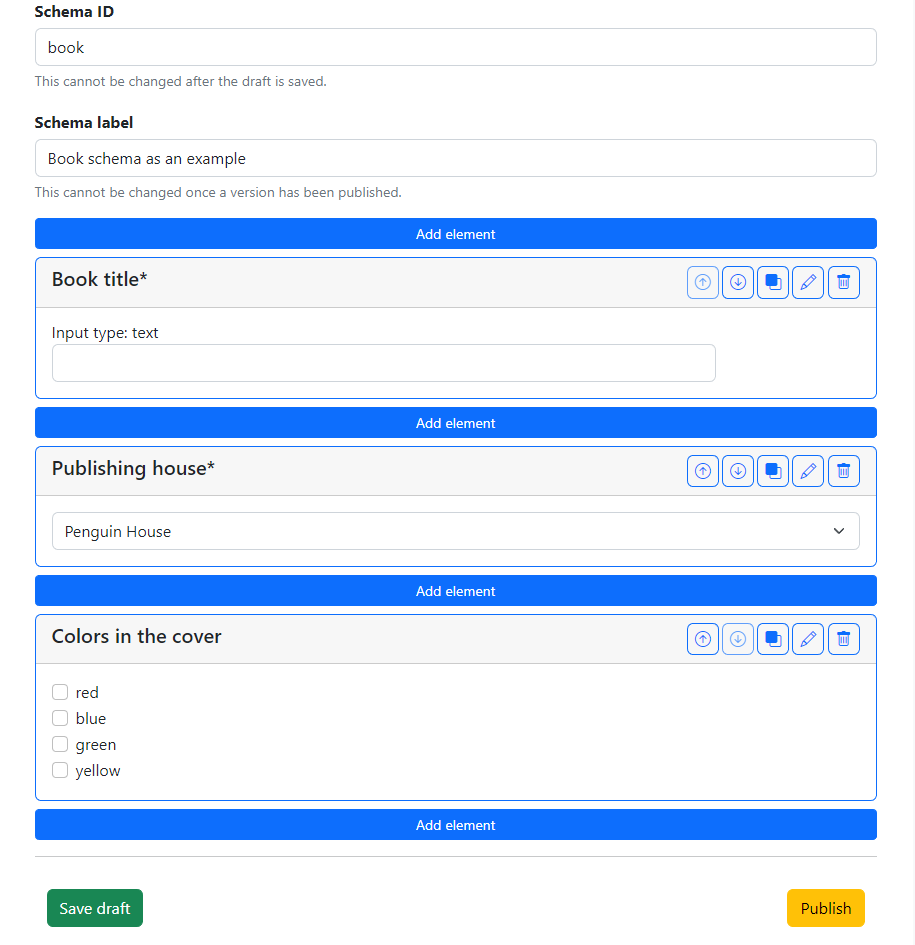 Schema ID
book
This cannot be changed after the draft is saved.
Schema label
Book schema as an example
This cannot be changed once a version has been published.
Add element
Book title*
Input type: text
Add element
Publishing house*
Penguin House
Add element
Colors in the cover
red
blue
green
yellow
Add element
Save draft
Publish